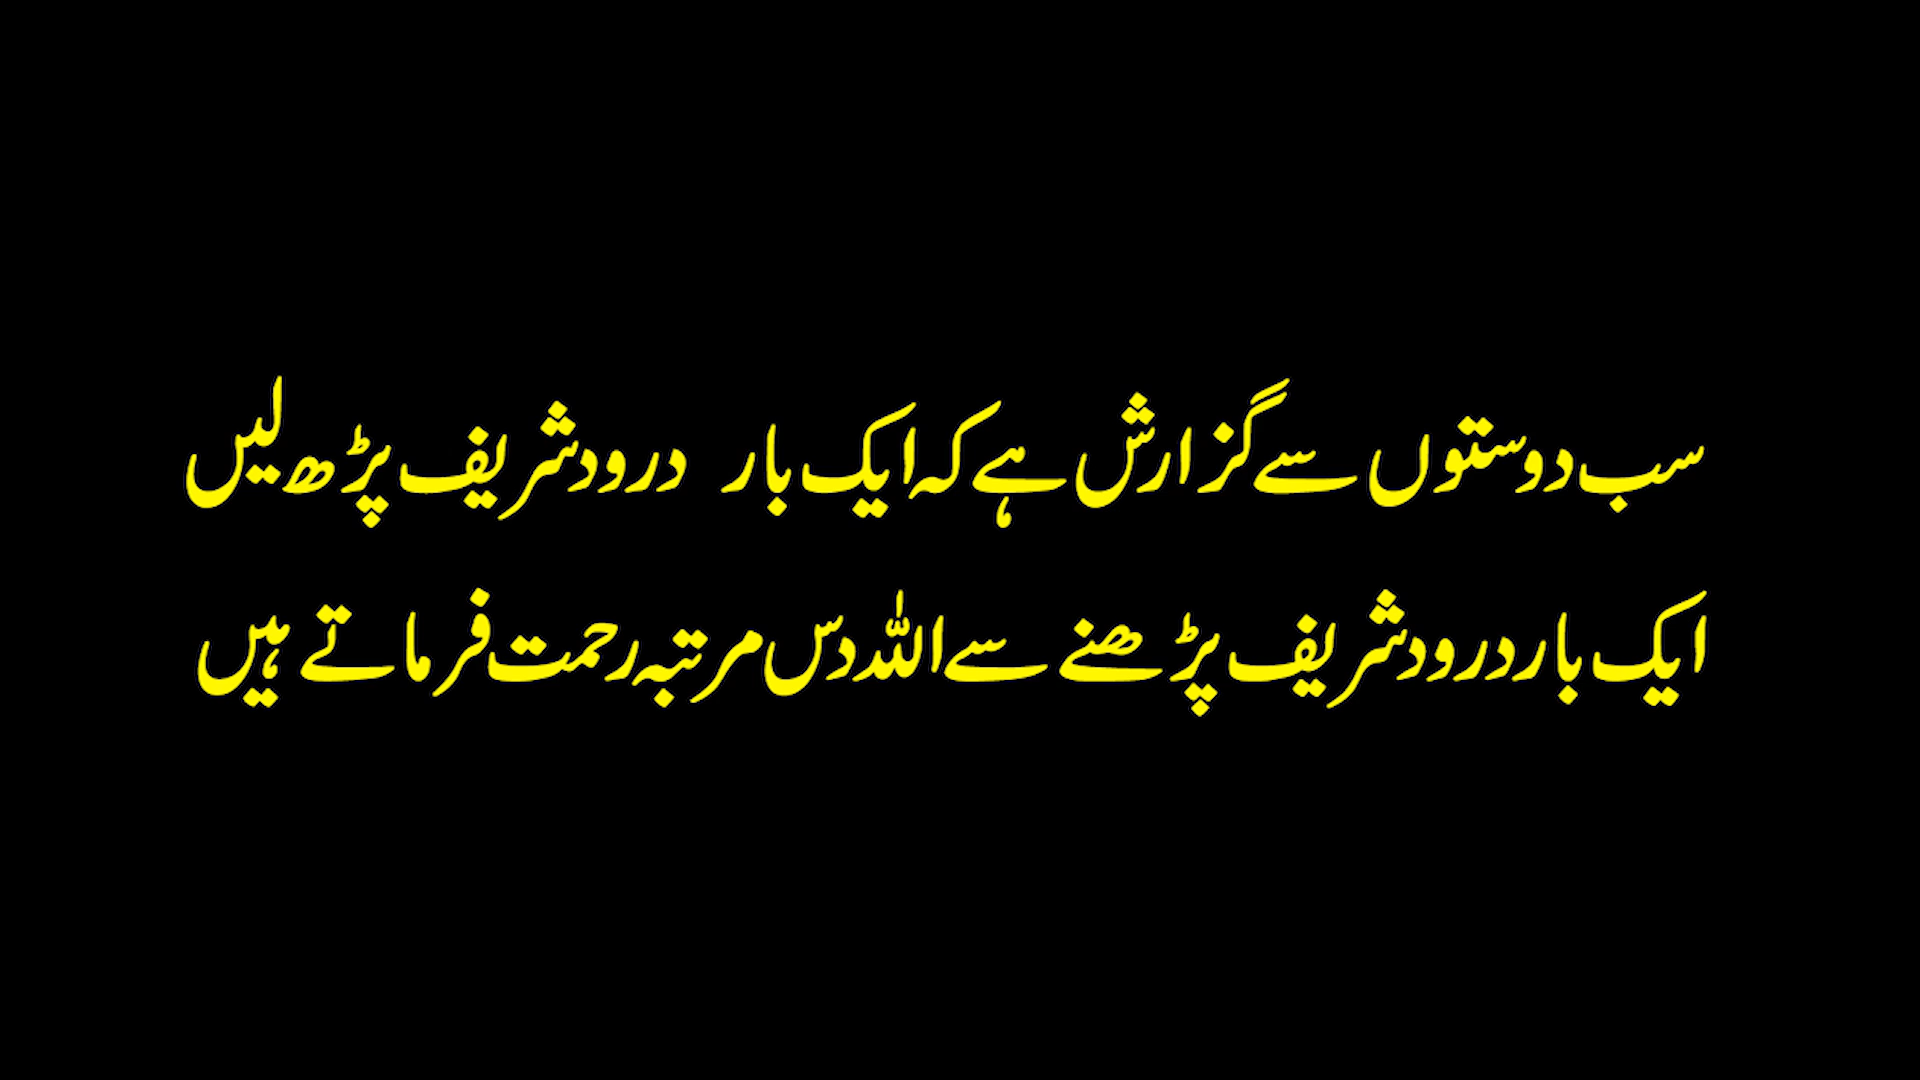 سب دوستوں سے گزارش ہے کہ ایک بار درود شریف پڑھ لیں
ایک بار درود شریف پڑھنے سے اللہ دس مرتبہ رحمت فرماتے ہیں